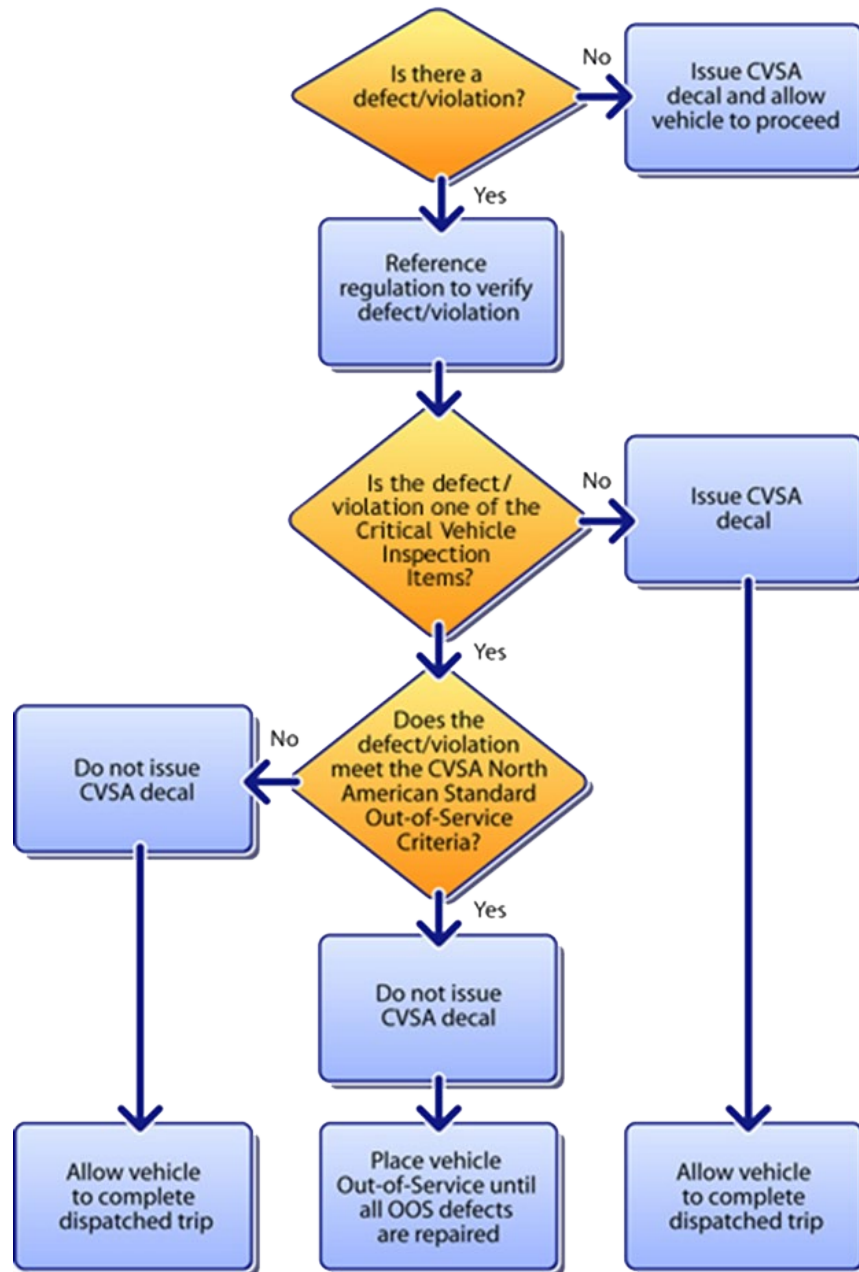 Is there a
defect/violation?
No
Issue CVSA
decal and allow
vehicle to proceed
Yes
Reference
regulation to verify
defect/violation
Is the defect/
violation one of the
Critical Vehicle
Inspection
Items?
No
Issue CVSA
decal
Yes
Does the
defect/violation
meet the CVSA North
American Standard
Out-of-Service
Criteria?
No
Do not issue
CVSA decal
Yes
Do not issue
CVSA decal
Allow vehicle
to complete
dispatched trip
Place vehicle
Out-of-Service until
all OOS defects
are repaired
Allow vehicle
to complete
dispatched trip